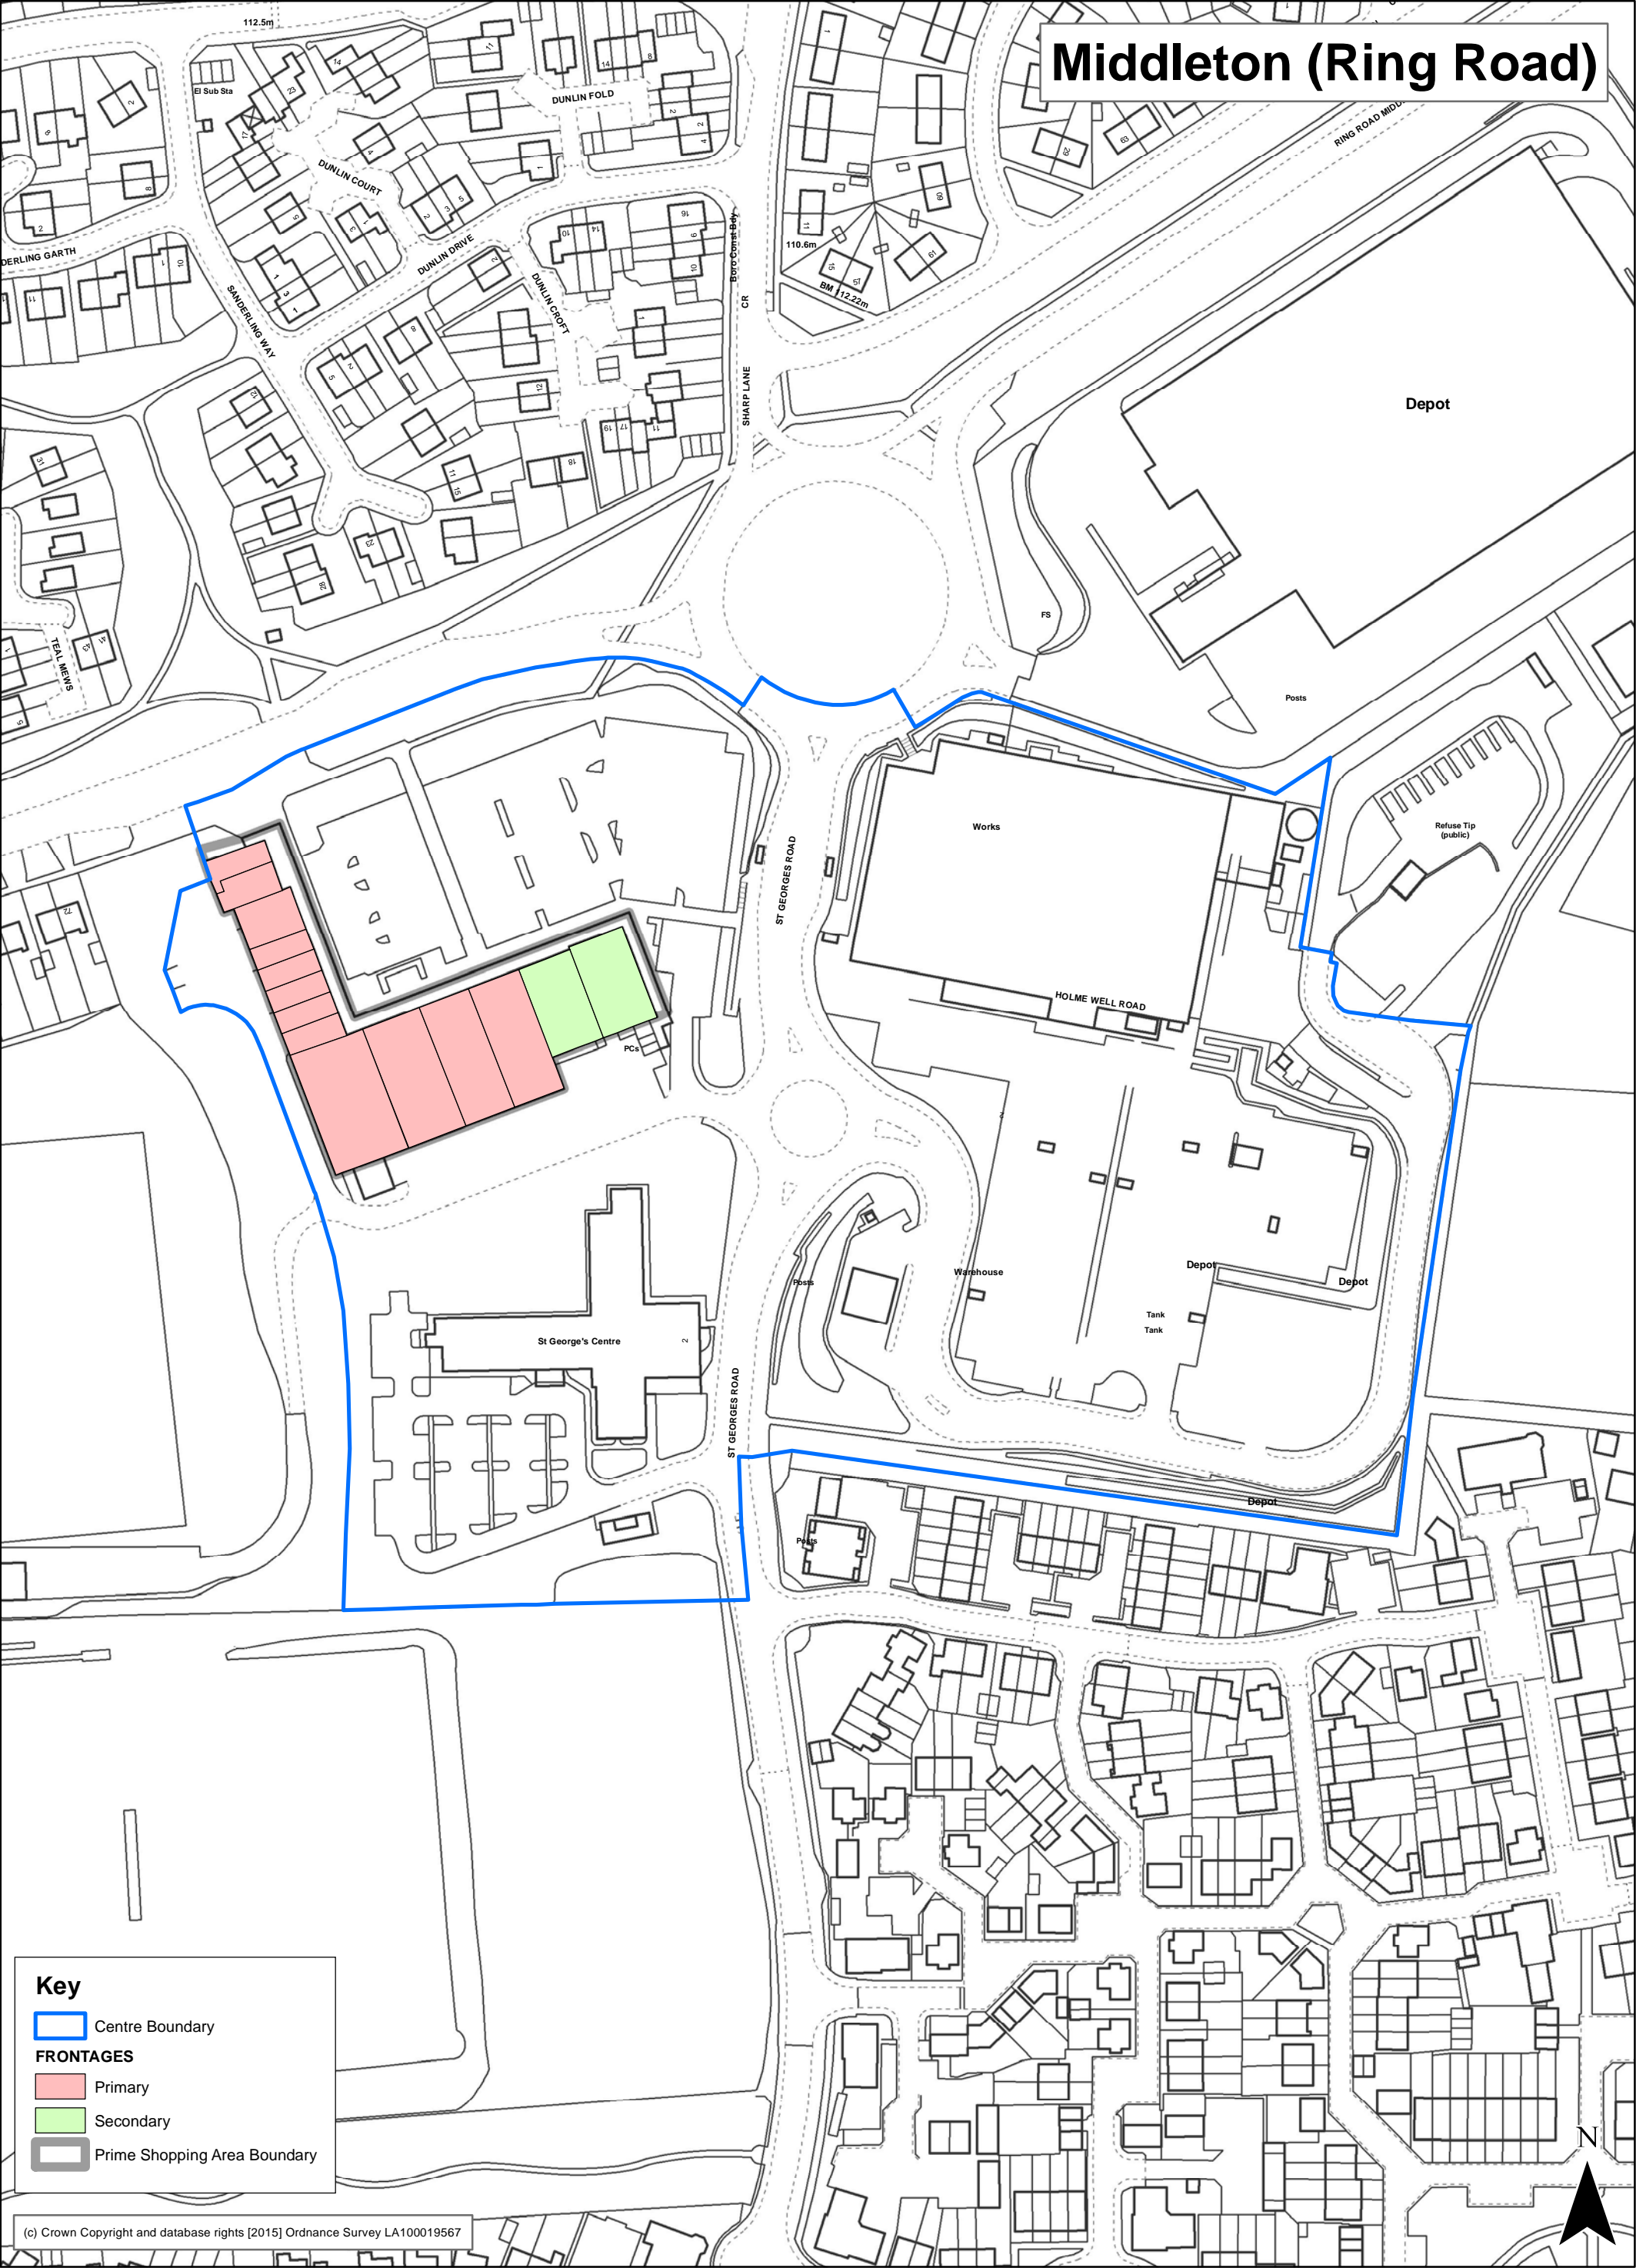 Middleton (Ring Road)
112.5m
El Sub Sta
DUNLIN FOLD
DUNLIN COURT
DUNLIN DRIVE
DUNLIN CROFT
DERLING GARTH
SANDERLING WAY
Boro Const Bdy
CR
SHARP LANE
110.6m
BM 112.22m
RING ROAD MIDD
Depot
FS
Posts
TEAL MEWS
Works
Refuse Tip
(public)
ST GEORGES ROAD
HOLME WELL ROAD
PCs
2
Posts
Warehouse
Depot
Depot
Tank
Tank
St George's Centre
2
ST GEORGES ROAD
Depot
Posts
72
Key
Centre Boundary
FRONTAGES
Primary
Secondary
Prime Shopping Area Boundary
N
(c) Crown Copyright and database rights [2015] Ordnance Survey LA100019567